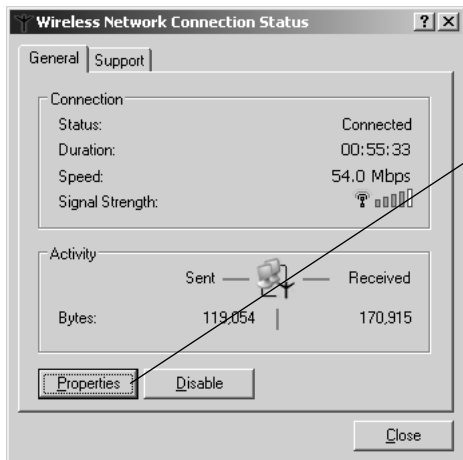 Wireless Network Connection Status
General Support
Connection
Status: Connected
Duration: 00:55:33
Speed: 54.0 Mbps
Signal Strength:
Activity
Sent Received
Bytes: 119,054 170,915
Properties Disable
Close